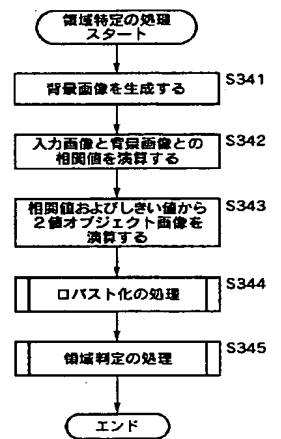 領域特定の処理
スタート
S341
背景画像を生成する
S342
入力画像と背景画像との
相関値を演算する
S343
相関値およびしきい値から
2値オブジェクト画像を
演算する
S344
ロバスト化の処理
S345
領域判定の処理
エンド